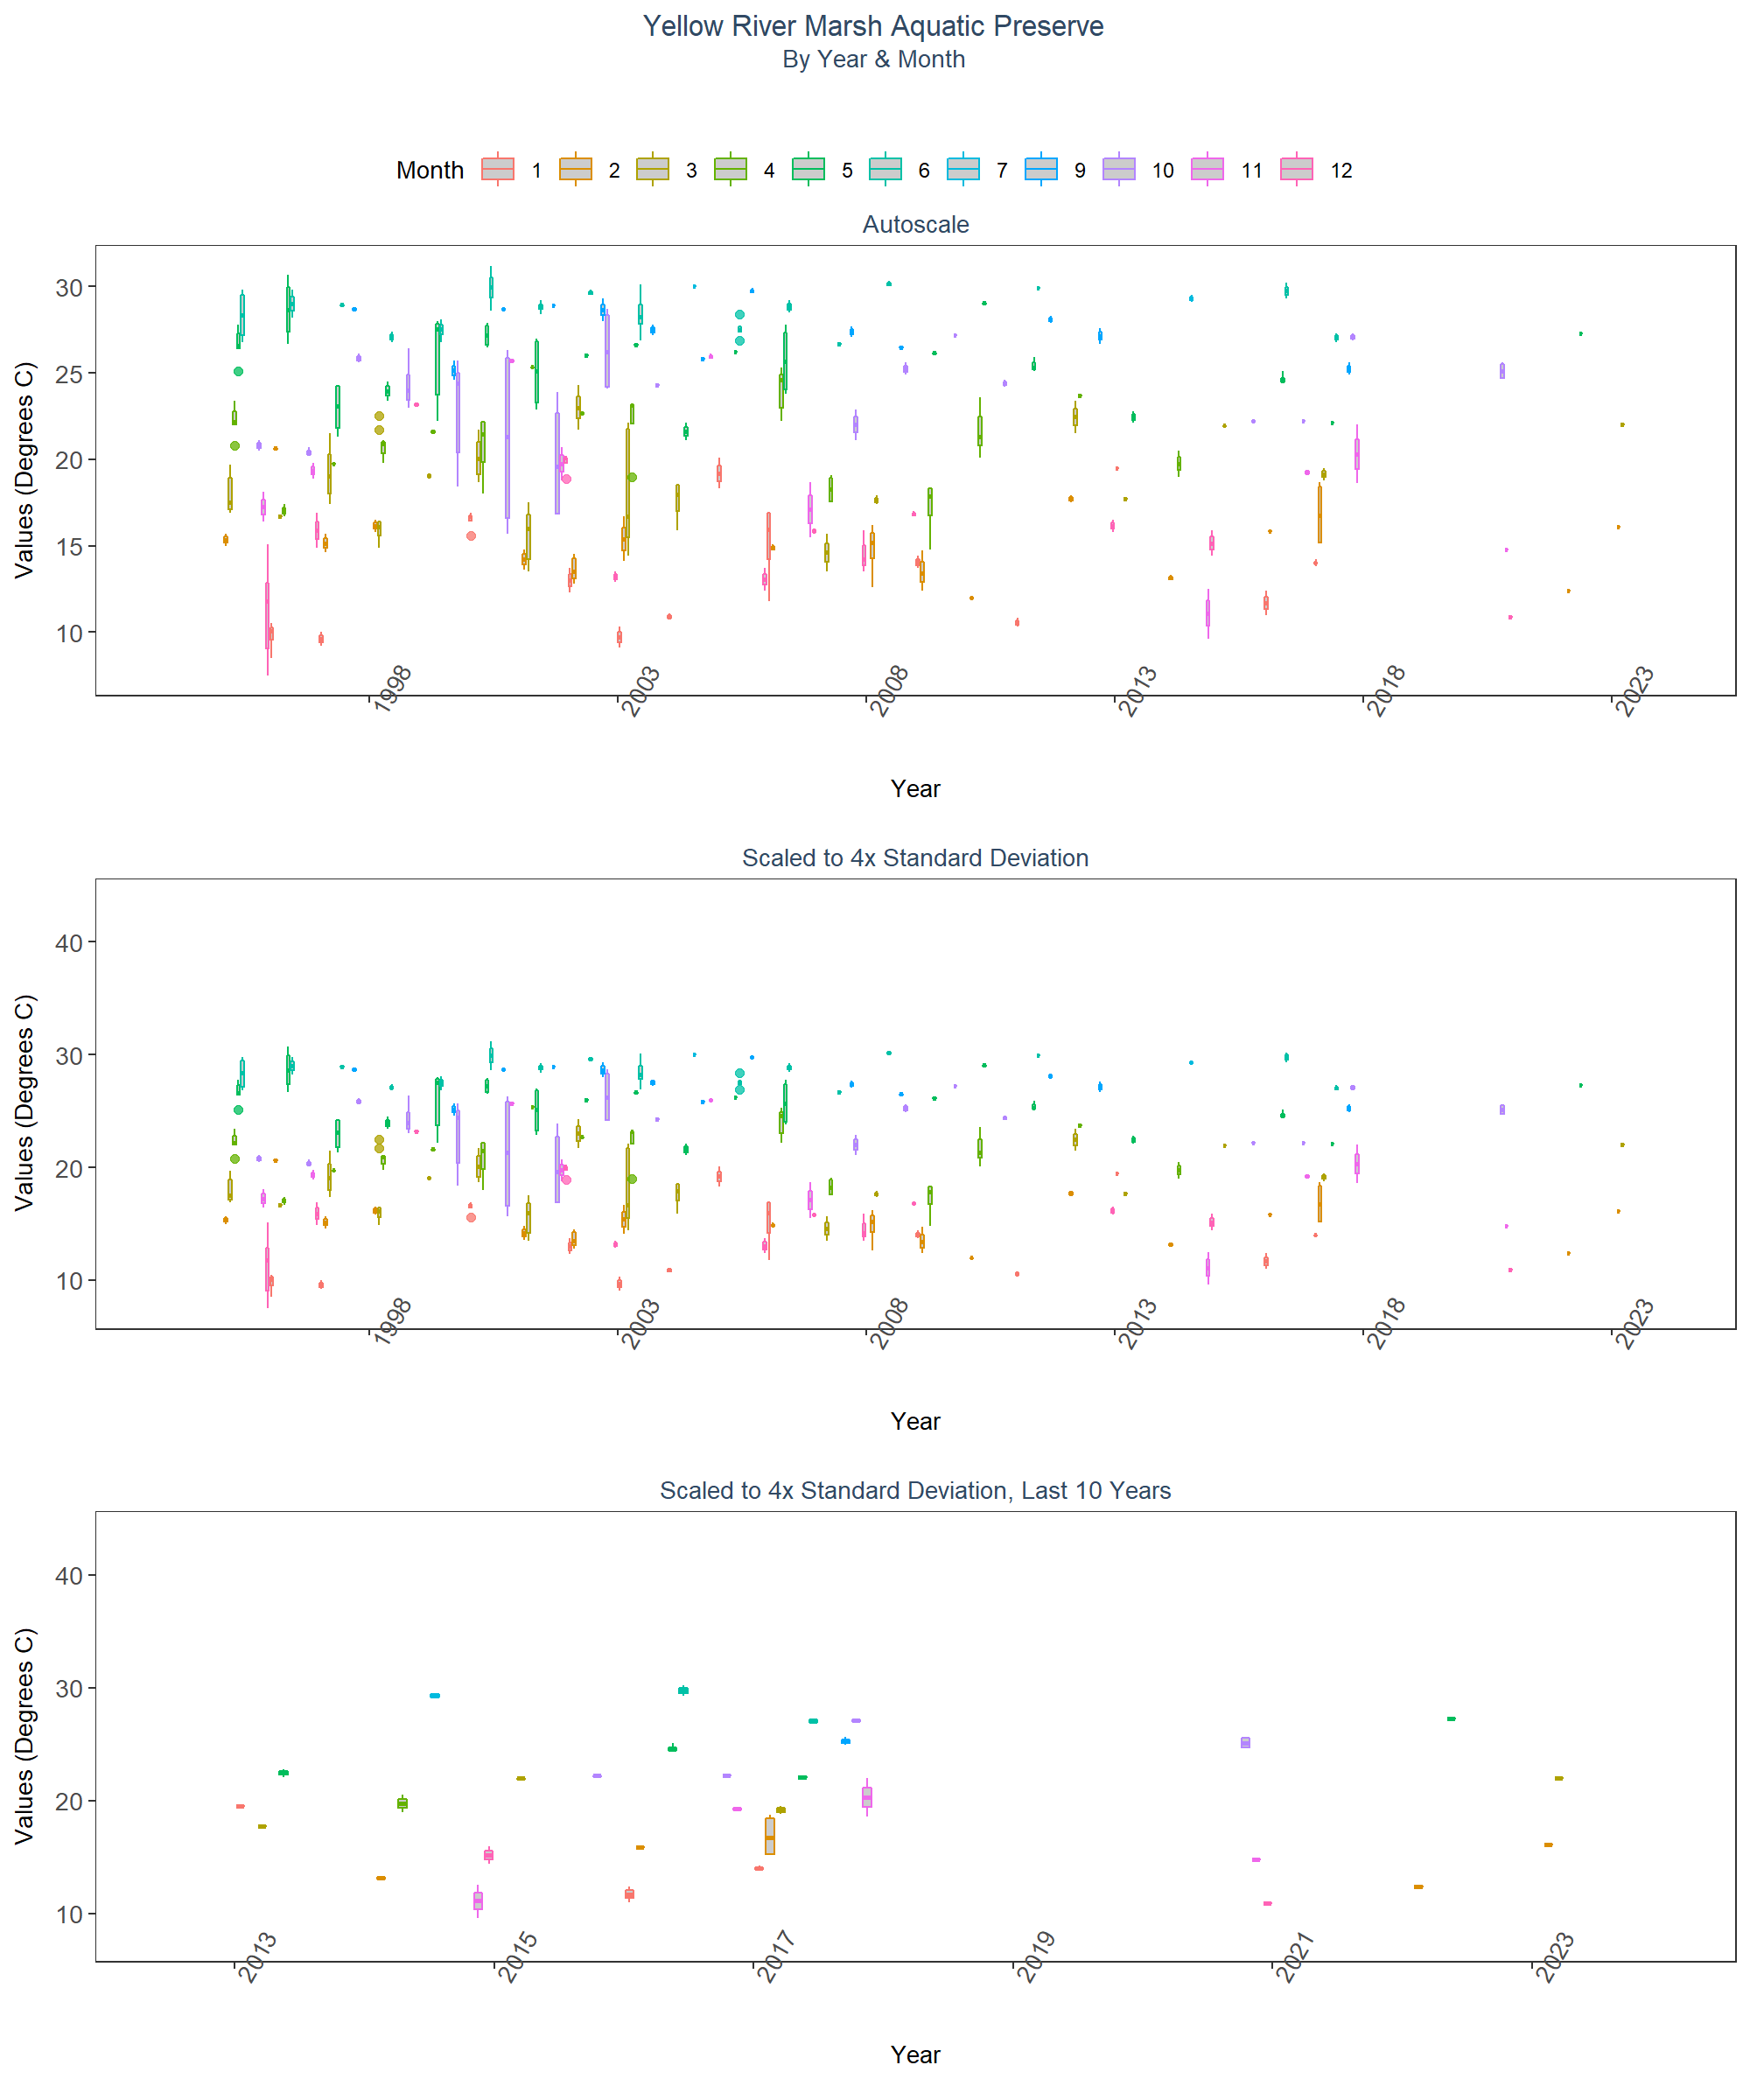 Yellow River Marsh Aquatic Preserve
By Year & Month
Month 1 2 3 4 5 6 7 9 10 11 12
Autoscale
Values (Degrees C)
30
25
20
15
10
1998 2003 2008 2013 2018 2023
Year
Scaled to 4x Standard Deviation
Values (Degrees C)
40
30
20
10
1998 2003 2008 2013 2018 2023
Year
Scaled to 4x Standard Deviation, Last 10 Years
Values (Degrees C)
40
30
20
10
2013 2015 2017 2019 2021 2023
Year